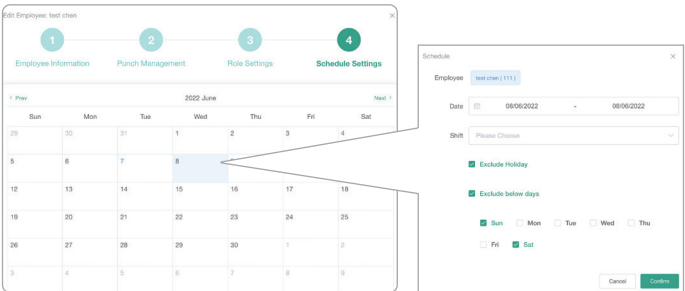 Edit Employee: test chen
1 2 3 4
Employee Information Punch Management Role Settings Schedule Settings
Prev 2022 June Next
Sun Mon Tue Wed Thu Fri Sat
29 30 31 1 2 3 4
5 6 7 8
12 13 14 15 16 17 18
19 20 21 22 23 24 25
26 27 28 29 30 1 2
3 4 5 6 7 8 9
Schedule
Employee test chen ( 111 )
Date 08/06/2022 - 08/06/2022
Shift Please Choose
Exclude Holiday
Exclude below days
Sun Mon Tue Wed Thu
Fri Sat
Cancel Confirm